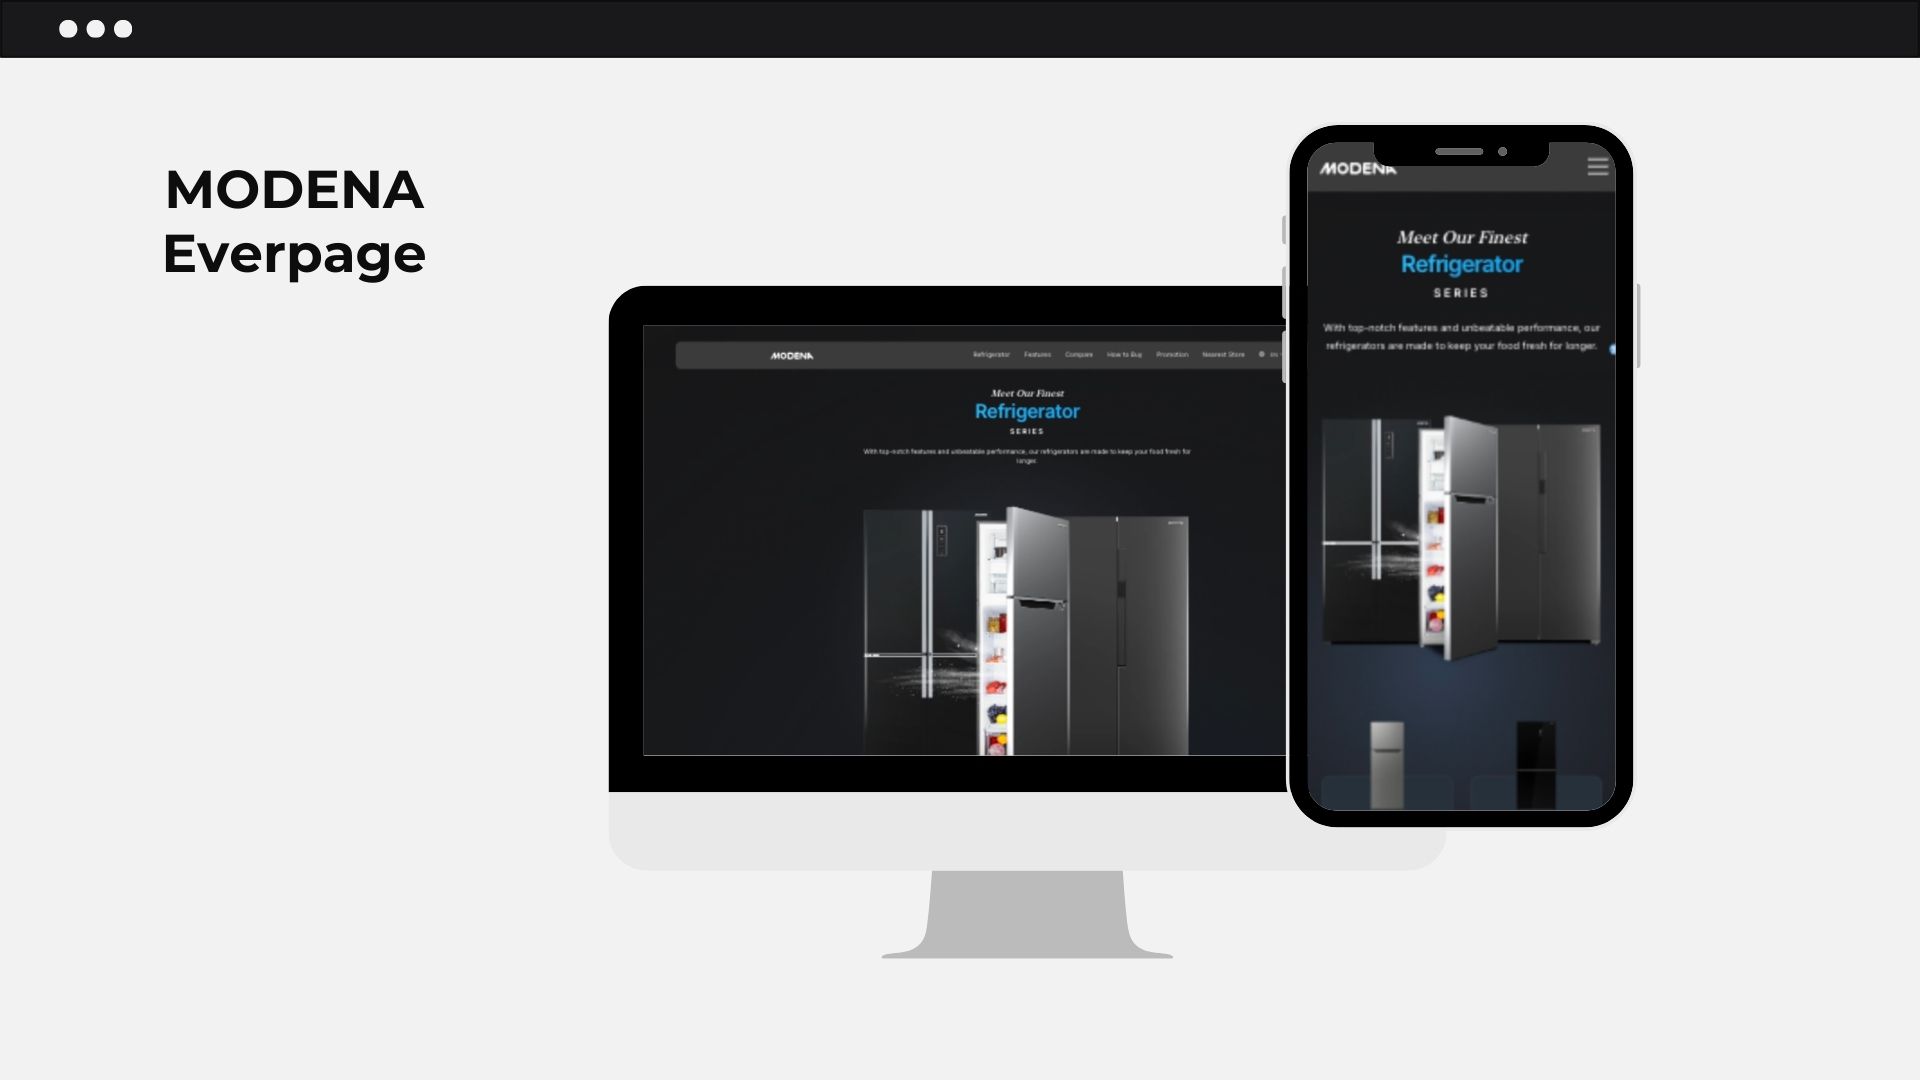 MODENA
Everpage
MODENA
Refrigerator Features Compare How to Buy Promotion Nearest Store EN
Meet Our Finest
Refrigerator
SERIES
With top-notch features and unbeatable performance, our refrigerators are made to keep your food fresh for
longer.
MODENA
Meet Our Finest
Refrigerator
SERIES
With top-notch features and unbeatable performance, our
refrigerators are made to keep your food fresh for longer.